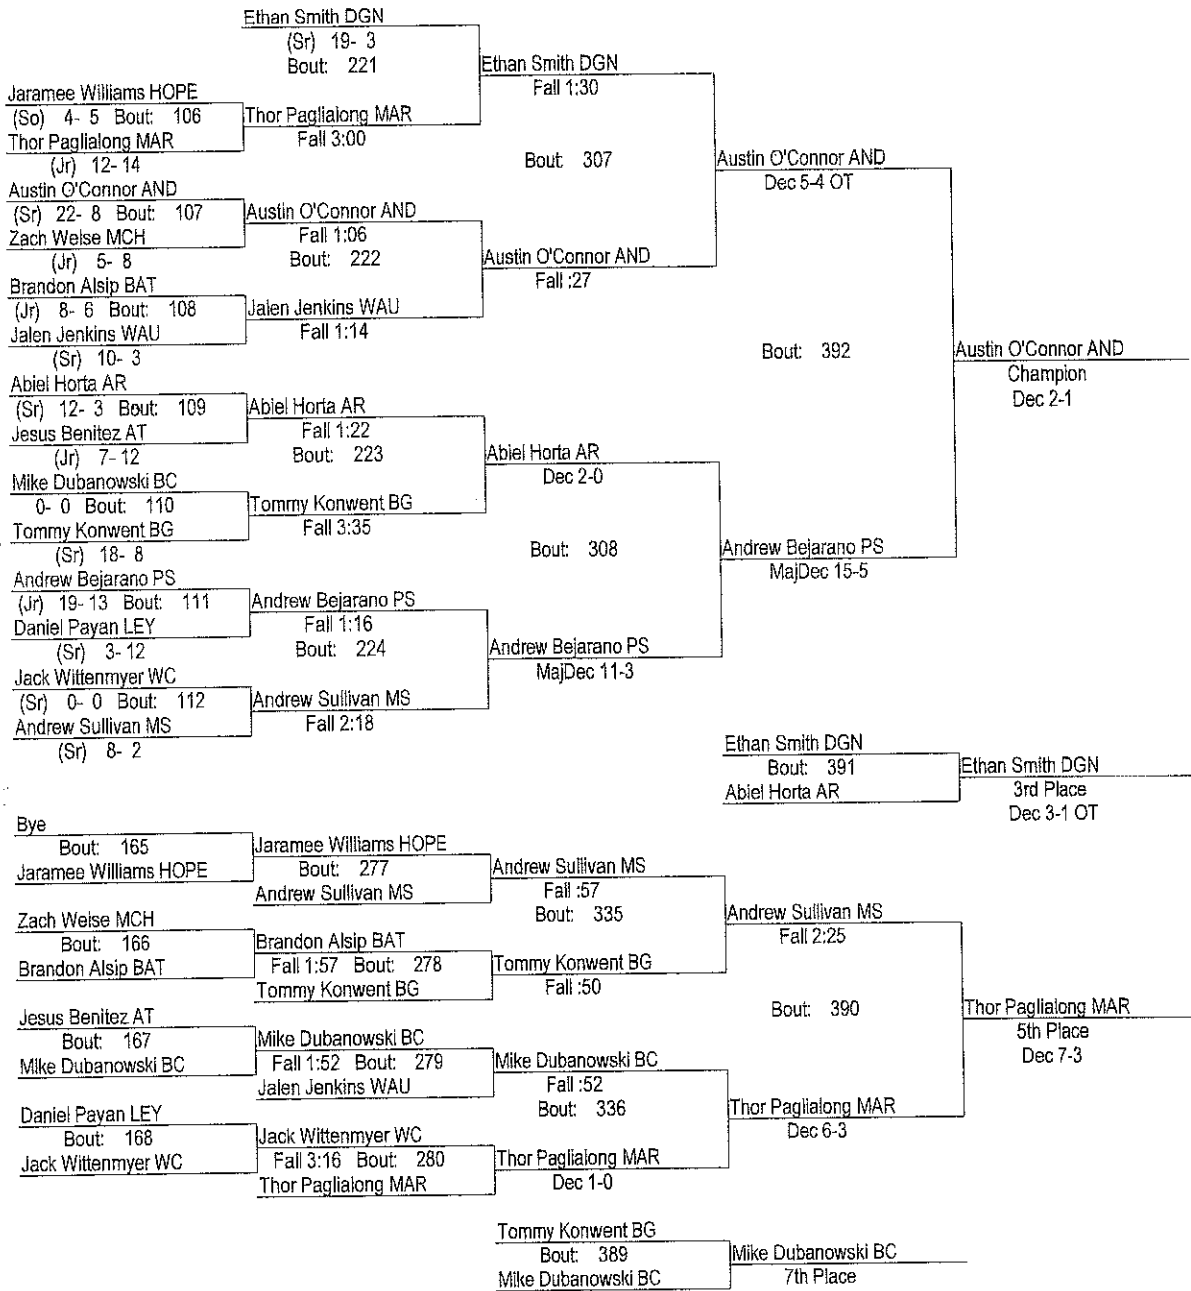 Ethan Smith DGN
(Sr) 19- 3
Bout: 221
Ethan Smith DGN
Fall 1:30
Jaramee Williams HOPE
(So) 4- 5 Bout: 106
Thor Paglialong MAR
Thor Paglialong MAR
Fall 3:00
(Jr) 12- 14
Bout: 307
Austin O'Connor AND
Dec 5-4 OT
Austin O'Connor AND
(Sr) 22- 8 Bout: 107
Austin O'Connor AND
Zach Weise MCH
Fall 1:06
(Jr) 5- 8
Bout: 222
Austin O'Connor AND
Fall :27
Brandon Alsip BAT
(Jr) 8- 6 Bout: 108
Jalen Jenkins WAU
Jalen Jenkins WAU
Fall 1:14
(Sr) 10- 3
Bout: 392
Austin O'Connor AND
Champion
Dec 2-1
Abiel Horta AR
(Sr) 12- 3 Bout: 109
Abiel Horta AR
Jesus Benitez AT
Fall 1:22
(Jr) 7- 12
Bout: 223
Abiel Horta AR
Dec 2-0
Mike Dubanowski BC
0- 0 Bout: 110
Tommy Konwent BG
Tommy Konwent BG
Fall 3:35
(Sr) 18- 8
Bout: 308
Andrew Bejarano PS
MajDec 15-5
Andrew Bejarano PS
(Jr) 19- 13 Bout: 111
Andrew Bejarano PS
Daniel Payan LEY
Fall 1:16
(Sr) 3- 12
Bout: 224
Andrew Bejarano PS
MajDec 11-3
Jack Wittenmyer WC
(Sr) 0- 0 Bout: 112
Andrew Sullivan MS
Andrew Sullivan MS
Fall 2:18
(Sr) 8- 2
Ethan Smith DGN
Bout: 391
Ethan Smith DGN
Abiel Horta AR
3rd Place
Dec 3-1 OT
Bye
Bout: 165
Jaramee Williams HOPE
Jaramee Williams HOPE
Bout: 277
Andrew Sullivan MS
Andrew Sullivan MS
Fall :57
Bout: 335
Andrew Sullivan MS
Fall 2:25
Zach Weise MCH
Bout: 166
Brandon Alsip BAT
Brandon Alsip BAT
Fall 1:57 Bout: 278
Tommy Konwent BG
Tommy Konwent BG
Fall :50
Bout: 390
Thor Paglialong MAR
5th Place
Dec 7-3
Jesus Benitez AT
Bout: 167
Mike Dubanowski BC
Mike Dubanowski BC
Fall 1:52 Bout: 279
Jalen Jenkins WAU
Mike Dubanowski BC
Fall :52
Bout: 336
Thor Paglialong MAR
Dec 6-3
Daniel Payan LEY
Bout: 168
Jack Wittenmyer WC
Jack Wittenmyer WC
Fall 3:16 Bout: 280
Thor Paglialong MAR
Thor Paglialong MAR
Dec 1-0
Tommy Konwent BG
Bout: 389
Mike Dubanowski BC
Mike Dubanowski BC
7th Place